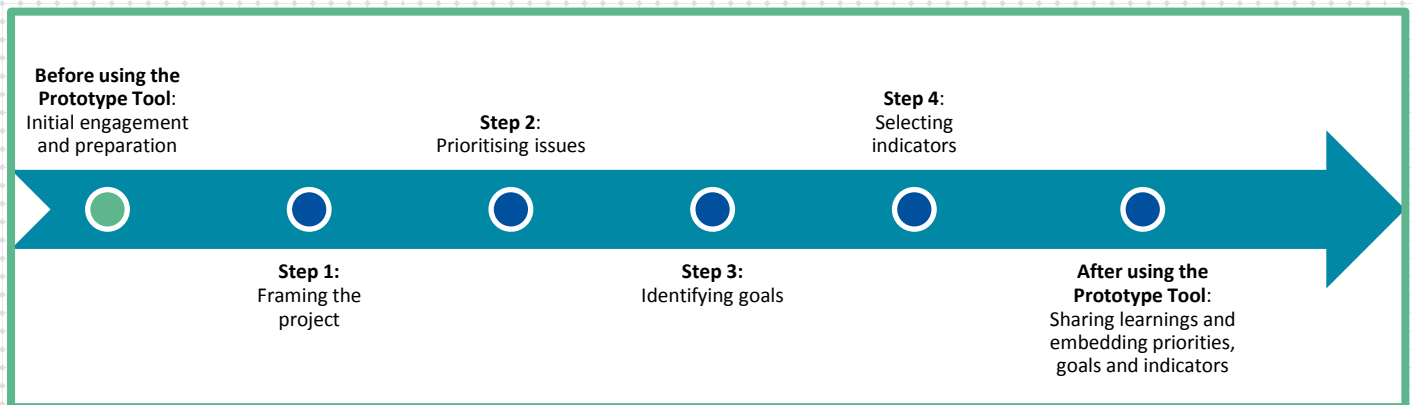 Before using the
Prototype Tool:
Initial engagement
and preparation
Step 1:
Framing the
project
Step 2:
Prioritising issues
Step 3:
Identifying goals
Step 4:
Selecting
indicators
After using the
Prototype Tool:
Sharing learnings and
embedding priorities,
goals and indicators